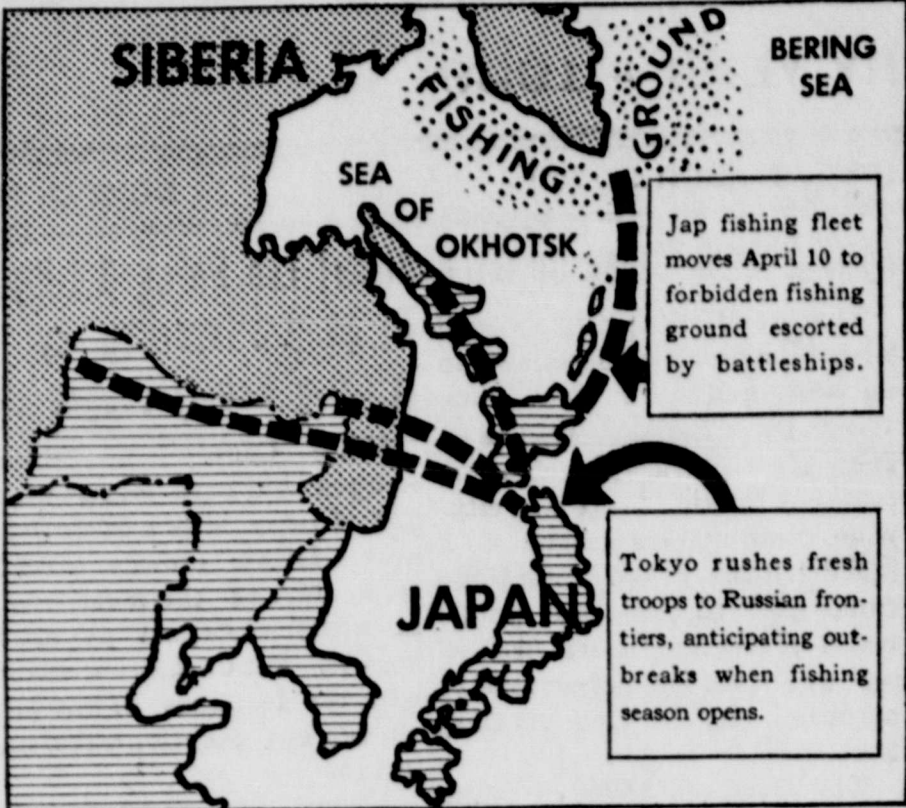 SIBERIA
FISHING
GROUND
BERING
SEA
SEA
OF
OKHOTSK
Jap fishing fleet
moves April 10 to
forbidden fishing
ground escorted
by battleships.
JAPAN
Tokyo rushes fresh
troops to Russian fron-
tiers, anticipating out-
breaks when fishing
season opens.